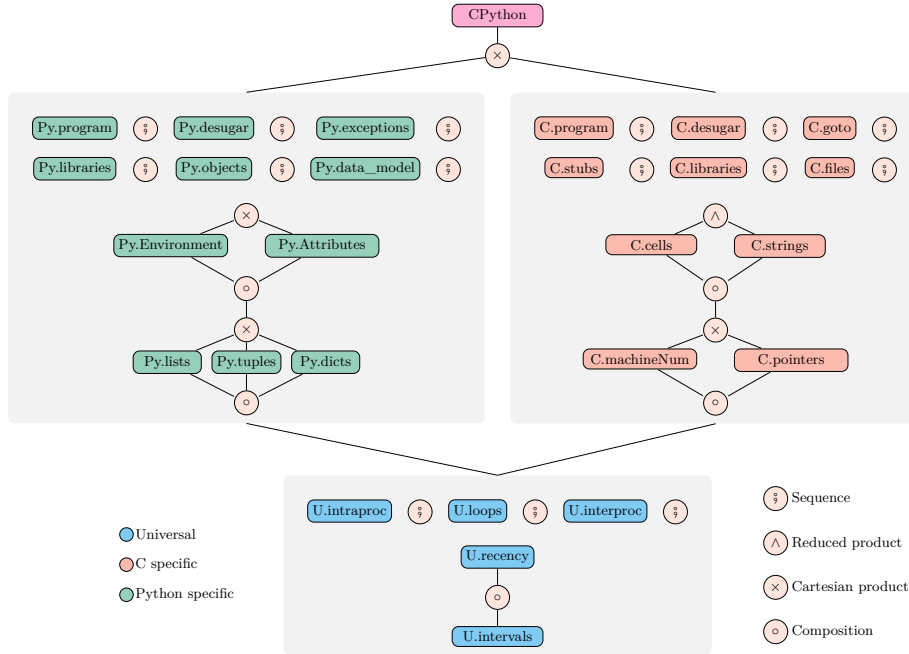 CPython
×
Py.program ⨟ Py.desugar ⨟ Py.exceptions ⨟
Py.libraries ⨟ Py.objects ⨟ Py.data_model ⨟
×
Py.Environment Py.Attributes
∘
×
Py.lists Py.tuples Py.dicts
∘
C.program ⨟ C.desugar ⨟ C.goto ⨟
C.stubs ⨟ C.libraries ⨟ C.files ⨟
∧
C.cells C.strings
∘
×
C.machineNum C.pointers
∘
U.intraproc ⨟ U.loops ⨟ U.interproc ⨟
U.recency
∘
U.intervals
Universal
C specific
Python specific
⨟ Sequence
∧ Reduced product
× Cartesian product
∘ Composition